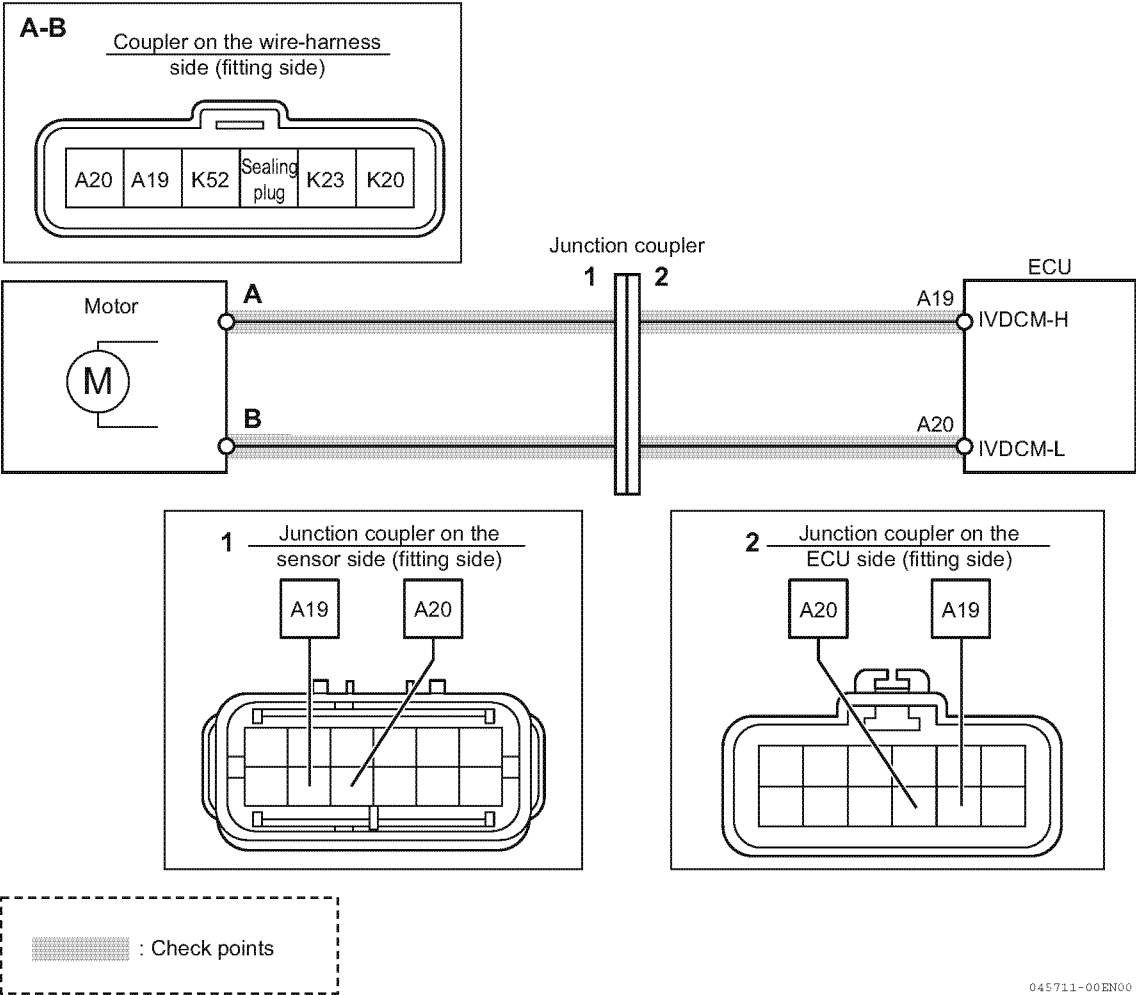 A-B
Coupler on the wire-harness
side (fitting side)
A20 A19 K52 Sealing plug K23 K20
Junction coupler
1 2
ECU
Motor
A
A19
IVDCM-H
M
B
A20
IVDCM-L
1 Junction coupler on the
sensor side (fitting side)
A19 A20
2 Junction coupler on the
ECU side (fitting side)
A20 A19
: Check points
045711-00EN00